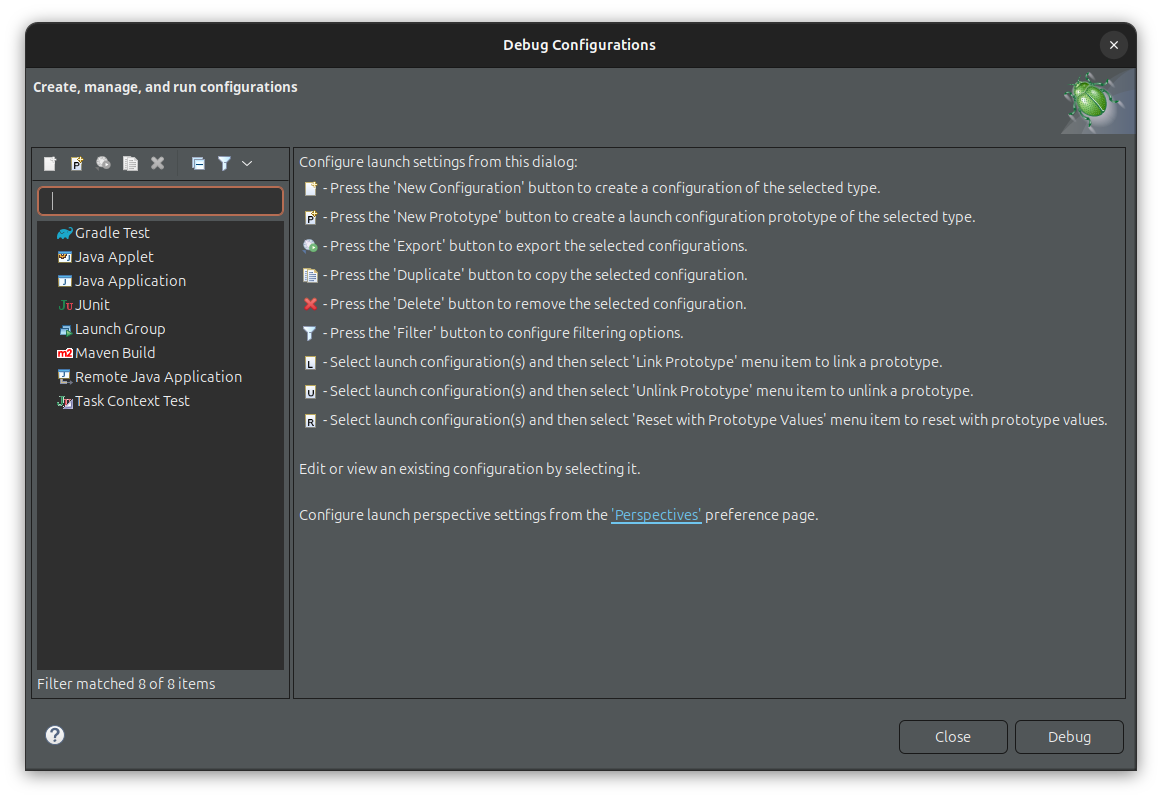 Debug Configurations
Create, manage, and run configurations
Configure launch settings from this dialog:
- Press the 'New Configuration' button to create a configuration of the selected type.
P - Press the 'New Prototype' button to create a launch configuration prototype of the selected type.
- Press the 'Export' button to export the selected configurations.
- Press the 'Duplicate' button to copy the selected configuration.
- Press the 'Delete' button to remove the selected configuration.
- Press the 'Filter' button to configure filtering options.
L - Select launch configuration(s) and then select 'Link Prototype' menu item to link a prototype.
U - Select launch configuration(s) and then select 'Unlink Prototype' menu item to unlink a prototype.
R - Select launch configuration(s) and then select 'Reset with Prototype Values' menu item to reset with prototype values.
Edit or view an existing configuration by selecting it.
Configure launch perspective settings from the 'Perspectives' preference page.
P
Gradle Test
Java Applet
Java Application
Ju JUnit
Launch Group
m2 Maven Build
Remote Java Application
Ju Task Context Test
Filter matched 8 of 8 items
?
Close
Debug